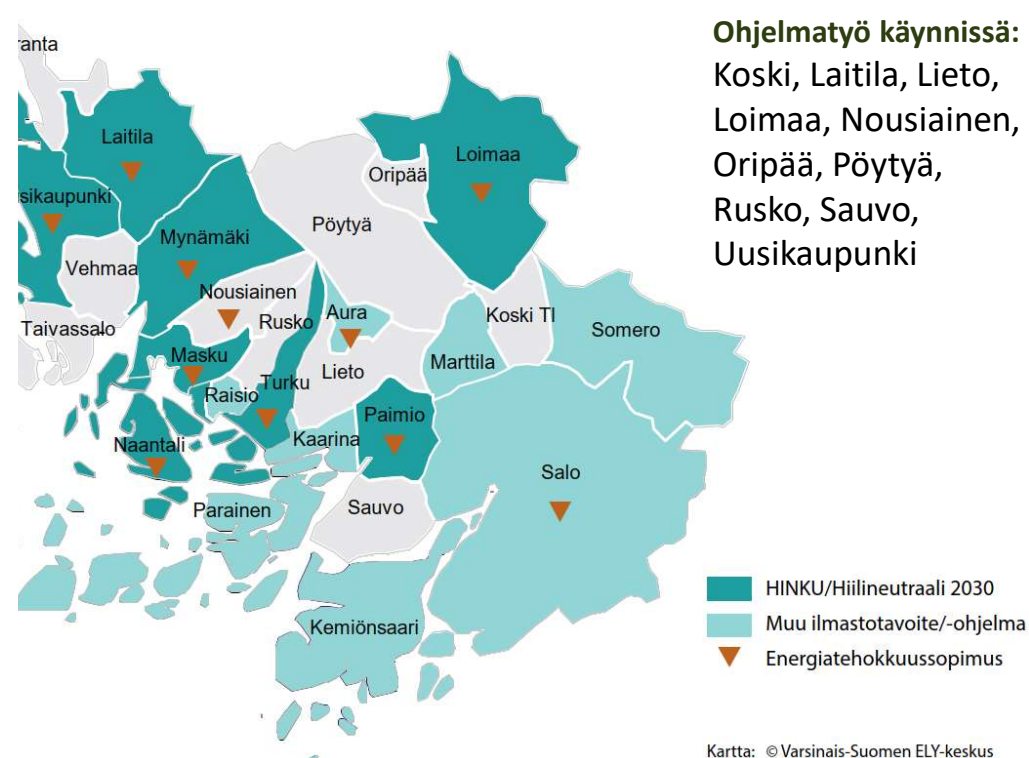 Ohjelmatyö käynnissä:
Koski, Laitila, Lieto,
Loimaa, Nousiainen,
Oripää, Pöytyä,
Rusko, Sauvo,
Uusikaupunki
ranta
Laitila
Loimaa
Oripää
sikaupunki
Pöytyä
Mynämäki
Vehmaa
Nousiainen
Aura
Koski Tl
Rusko
Somero
Taivassalo
Masku
Marttila
Lieto
Turku
Raisio
Paimio
Kaarina
Naantali
Salo
Sauvo
Parainen
Kemiönsaari
HINKU/Hiilineutraali 2030
Muu ilmastotavoite/-ohjelma
Energiatehokkuussopimus
Kartta: © Varsinais-Suomen ELY-keskus